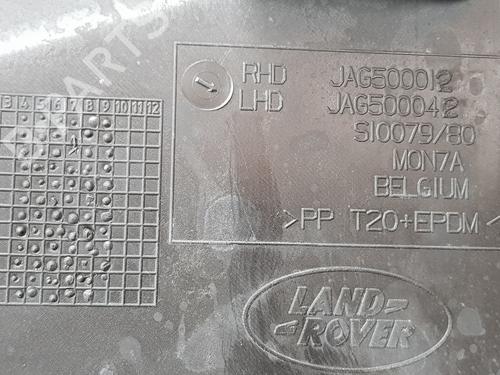 RHD JAG500012
LHD JAG500042
SI0079/80
MON7A
BELGIUM
>PP T20+EPDM<
3 4 5 6 7 8 9 10 11 12
LAND-
ROVER